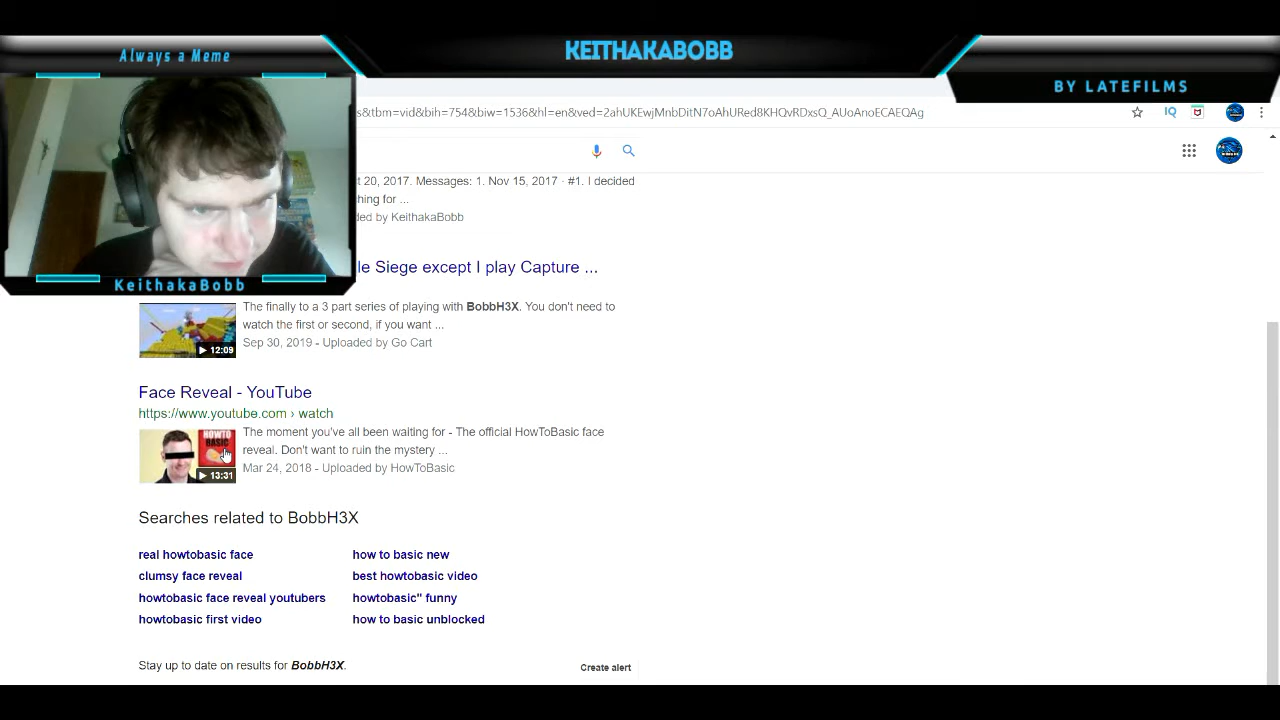 Always a Meme
KEITHAKABOBB
BY LATEFILMS
s&tbm=vid&bih=754&biw=1536&hl=en&ved=2ahUKEwjMnbDitN7oAhURed8KHQvRDxsQ_AUoAnoECAEQAg
t 20, 2017. Messages: 1. Nov 15, 2017 · #1. I decided
hing for ...
ded by KeithakaBobb
KeithakaBobb
le Siege except I play Capture ...
The finally to a 3 part series of playing with BobbH3X. You don't need to
watch the first or second, if you want ...
Sep 30, 2019 - Uploaded by Go Cart
12:09
Face Reveal - YouTube
https://www.youtube.com › watch
The moment you've all been waiting for - The official HowToBasic face
reveal. Don't want to ruin the mystery ...
Mar 24, 2018 - Uploaded by HowToBasic
HOWTO
BASIC
13:31
Searches related to BobbH3X
real howtobasic face
how to basic new
clumsy face reveal
best howtobasic video
howtobasic face reveal youtubers
howtobasic" funny
howtobasic first video
how to basic unblocked
Stay up to date on results for BobbH3X.
Create alert